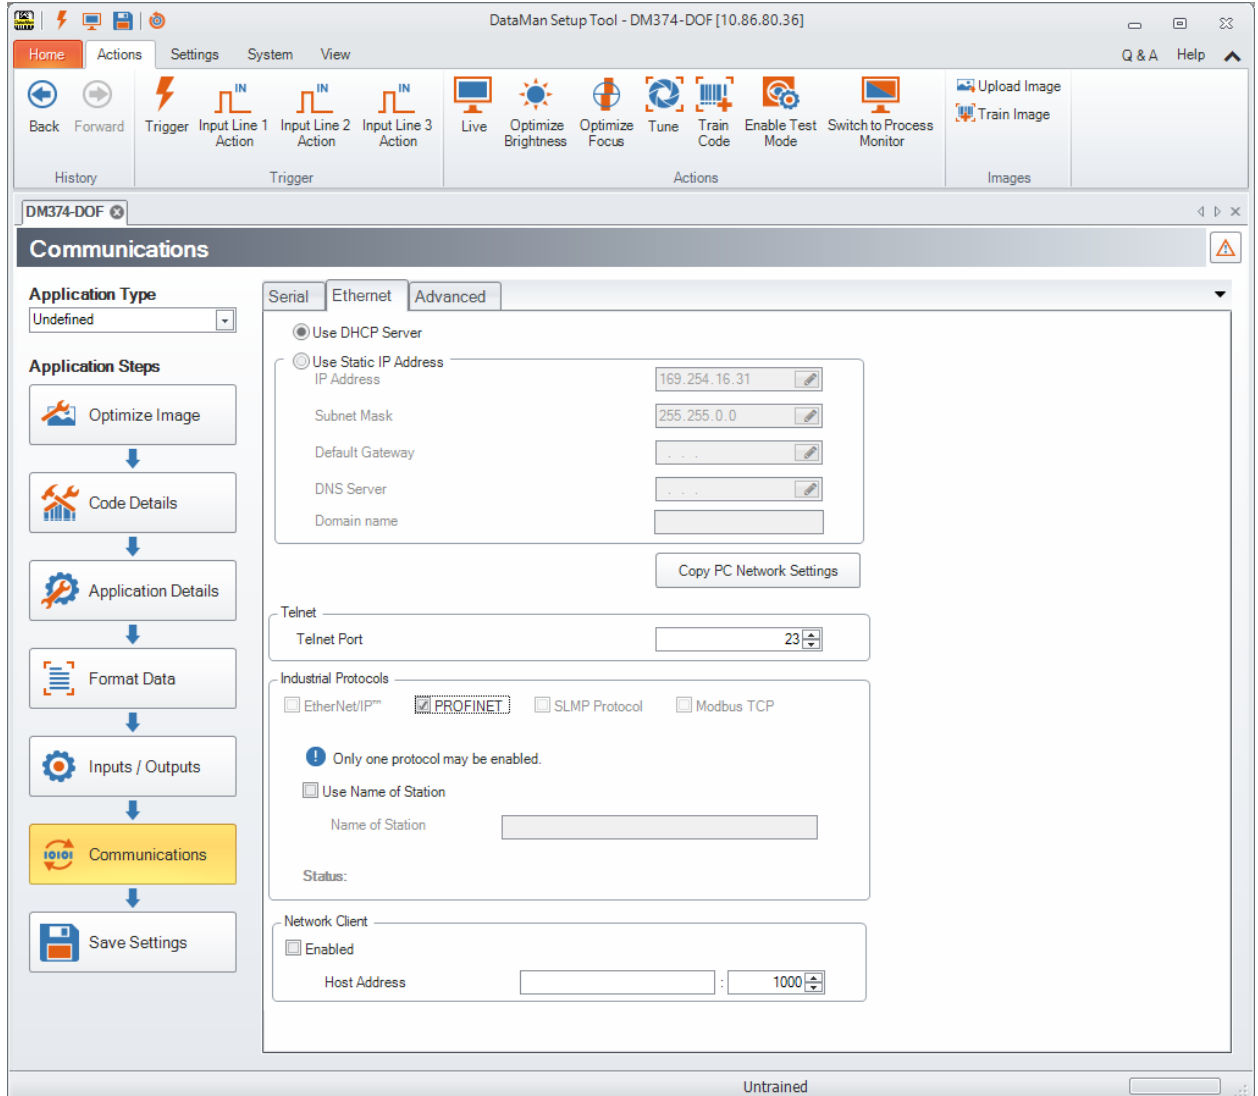 DataMan
DataMan Setup Tool - DM374-DOF [10.86.80.36]
Home Actions Settings System View Q & A Help
IN IN IN
Back Forward Trigger Input Line 1 Action Input Line 2 Action Input Line 3 Action Live Optimize Brightness Optimize Focus Tune Train Code Enable Test Mode Switch to Process Monitor
Upload Image
Train Image
History Trigger Actions Images
DM374-DOF
Communications
Application Type
Undefined
Application Steps
Optimize Image
Code Details
Application Details
Format Data
Inputs / Outputs
10101 Communications
Save Settings
Serial Ethernet Advanced
Use DHCP Server
Use Static IP Address
IP Address 169.254.16.31
Subnet Mask 255.255.0.0
Default Gateway . . .
DNS Server . . .
Domain name
Copy PC Network Settings
Telnet
Telnet Port 23
Industrial Protocols
EtherNet/IP™ PROFINET SLMP Protocol Modbus TCP
! Only one protocol may be enabled.
Use Name of Station
Name of Station
Status:
Network Client
Enabled
Host Address : 1000
Untrained